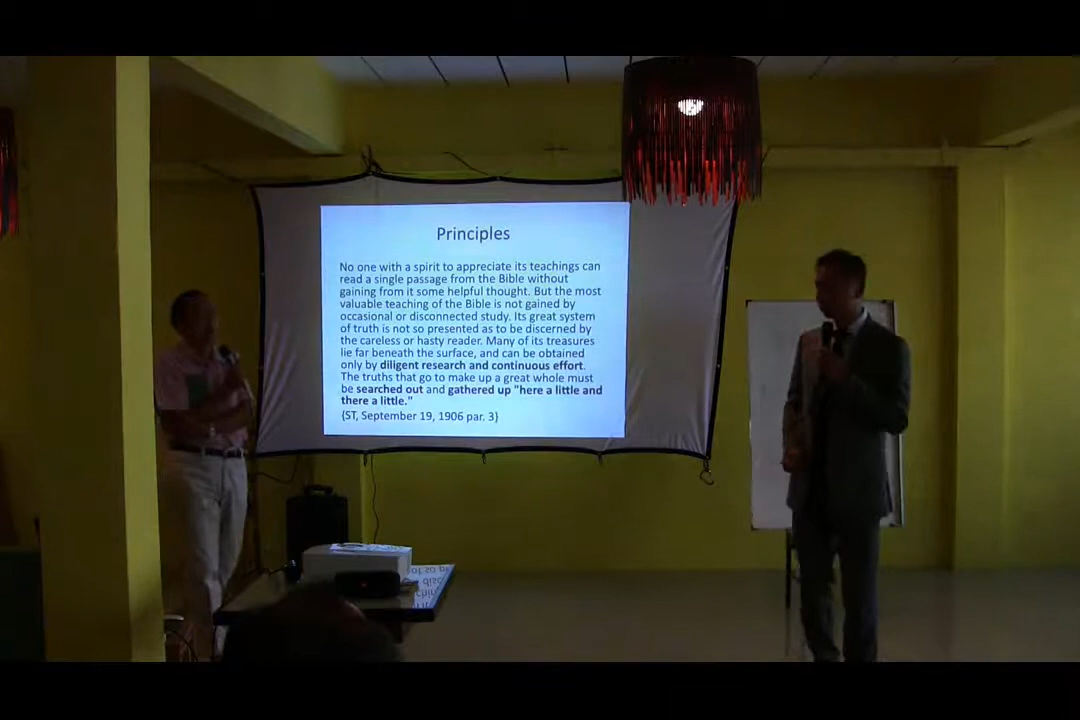 Principles
No one with a spirit to appreciate its teachings can
read a single passage from the Bible without
gaining from it some helpful thought. But the most
valuable teaching of the Bible is not gained by
occasional or disconnected study. Its great system
of truth is not so presented as to be discerned by
the careless or hasty reader. Many of its treasures
lie far beneath the surface, and can be obtained
only by diligent research and continuous effort.
The truths that go to make up a great whole must
be searched out and gathered up "here a little and
there a little."
(ST, September 19, 1906 par. 3)